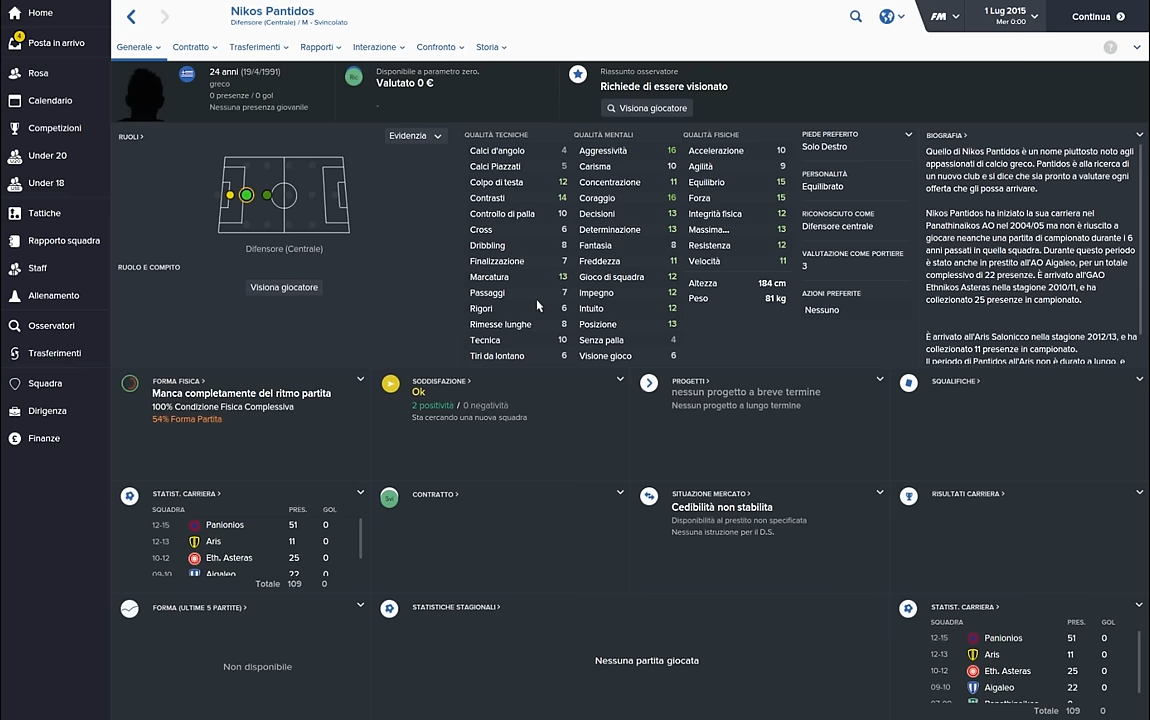 Home
Posta in arrivo
4
Rosa
Calendario
Competizioni
Under 20
Under 18
Tattiche
Rapporto squadra
Staff
Allenamento
Osservatori
Trasferimenti
Squadra
Dirigenza
Finanze
Nikos Pantidos
Difensore (Centrale) / M - Svincolato
FM
1 Lug 2015
Mer 0:00
Continua
Generale Contratto Trasferimenti Rapporti Interazione Confronto Storia
?
24 anni (19/4/1991)
greco
0 presenze / 0 gol
Nessuna presenza giovanile
Ric
Disponibile a parametro zero.
Valutato 0 €
-
Riassunto osservatore
Richiede di essere visionato
Visiona giocatore
RUOLI >
Evidenzia
Difensore (Centrale)
RUOLO E COMPITO
Visiona giocatore
QUALITÀ TECNICHE
Calci d'angolo 4
Calci Piazzati 5
Colpo di testa 12
Contrasti 14
Controllo di palla 10
Cross 6
Dribbling 8
Finalizzazione 7
Marcatura 13
Passaggi 7
Rigori 6
Rimesse lunghe 8
Tecnica 10
Tiri da lontano 6
QUALITÀ MENTALI
Aggressività 16
Carisma 10
Concentrazione 11
Coraggio 16
Decisioni 13
Determinazione 13
Fantasia 8
Freddezza 11
Gioco di squadra 12
Impegno 12
Intuito 12
Posizione 13
Senza palla 4
Visione gioco 6
QUALITÀ FISICHE
Accelerazione 10
Agilità 9
Equilibrio 15
Forza 15
Integrità fisica 12
Massima... 13
Resistenza 12
Velocità 11
Altezza 184 cm
Peso 81 kg
PIEDE PREFERITO
Solo Destro
PERSONALITÀ
Equilibrato
RICONOSCIUTO COME
Difensore centrale
VALUTAZIONE COME PORTIERE
3
AZIONI PREFERITE
Nessuno
BIOGRAFIA >
Quello di Nikos Pantidos è un nome piuttosto noto agli
appassionati di calcio greco. Pantidos è alla ricerca di
un nuovo club e si dice che sia pronto a valutare ogni
offerta che gli possa arrivare.
Nikos Pantidos ha iniziato la sua carriera nel
Panathinaikos AO nel 2004/05 ma non è riuscito a
giocare neanche una partita di campionato durante i 6
anni passati in quella squadra. Durante questo periodo
è stato anche in prestito all'AO Aigaleo, per un totale
complessivo di 22 presenze. È arrivato all'GAO
Ethnikos Asteras nella stagione 2010/11, e ha
collezionato 25 presenze in campionato.
È arrivato all'Aris Salonicco nella stagione 2012/13, e ha
collezionato 11 presenze in campionato.
Il periodo di Pantidos all'Aris non è durato a lungo, e
FORMA FISICA >
Manca completamente del ritmo partita
100% Condizione Fisica Complessiva
54% Forma Partita
SODDISFAZIONE >
Ok
2 positività / 0 negatività
Sta cercando una nuova squadra
PROGETTI >
nessun progetto a breve termine
Nessun progetto a lungo termine
SQUALIFICHE >
STATIST. CARRIERA >
SQUADRA PRES. GOL
12-15 Panionios 51 0
12-13 Aris 11 0
10-12 Eth. Asteras 25 0
09-10 Aigaleo 22 0
Totale 109 0
Svi
CONTRATTO >
SITUAZIONE MERCATO >
Cedibilità non stabilita
Disponibilità al prestito non specificata
Nessuna istruzione per il D.S.
RISULTATI CARRIERA >
FORMA (ULTIME 5 PARTITE) >
Non disponibile
STATISTICHE STAGIONALI >
Nessuna partita giocata
STATIST. CARRIERA >
SQUADRA PRES. GOL
12-15 Panionios 51 0
12-13 Aris 11 0
10-12 Eth. Asteras 25 0
09-10 Aigaleo 22 0
Totale 109 0